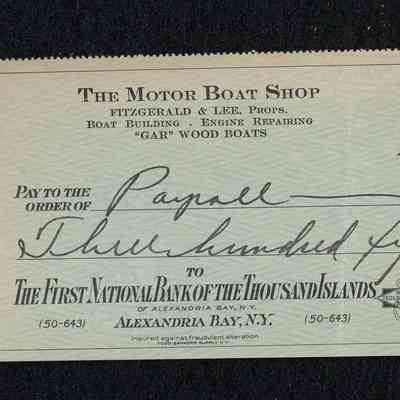 THE MOTOR BOAT SHOP
FITZGERALD & LEE, PROPS.
BOAT BUILDING - ENGINE REPAIRING
"GAR" WOOD BOATS
PAY TO THE
ORDER OF Payroll
Three hundred
TO
THE FIRST NATIONAL BANK OF THE THOUSAND ISLANDS
OF ALEXANDRIA BAY, N.Y.
(50-643) ALEXANDRIA BAY, N.Y. (50-643)
Insured against fraudulent alteration